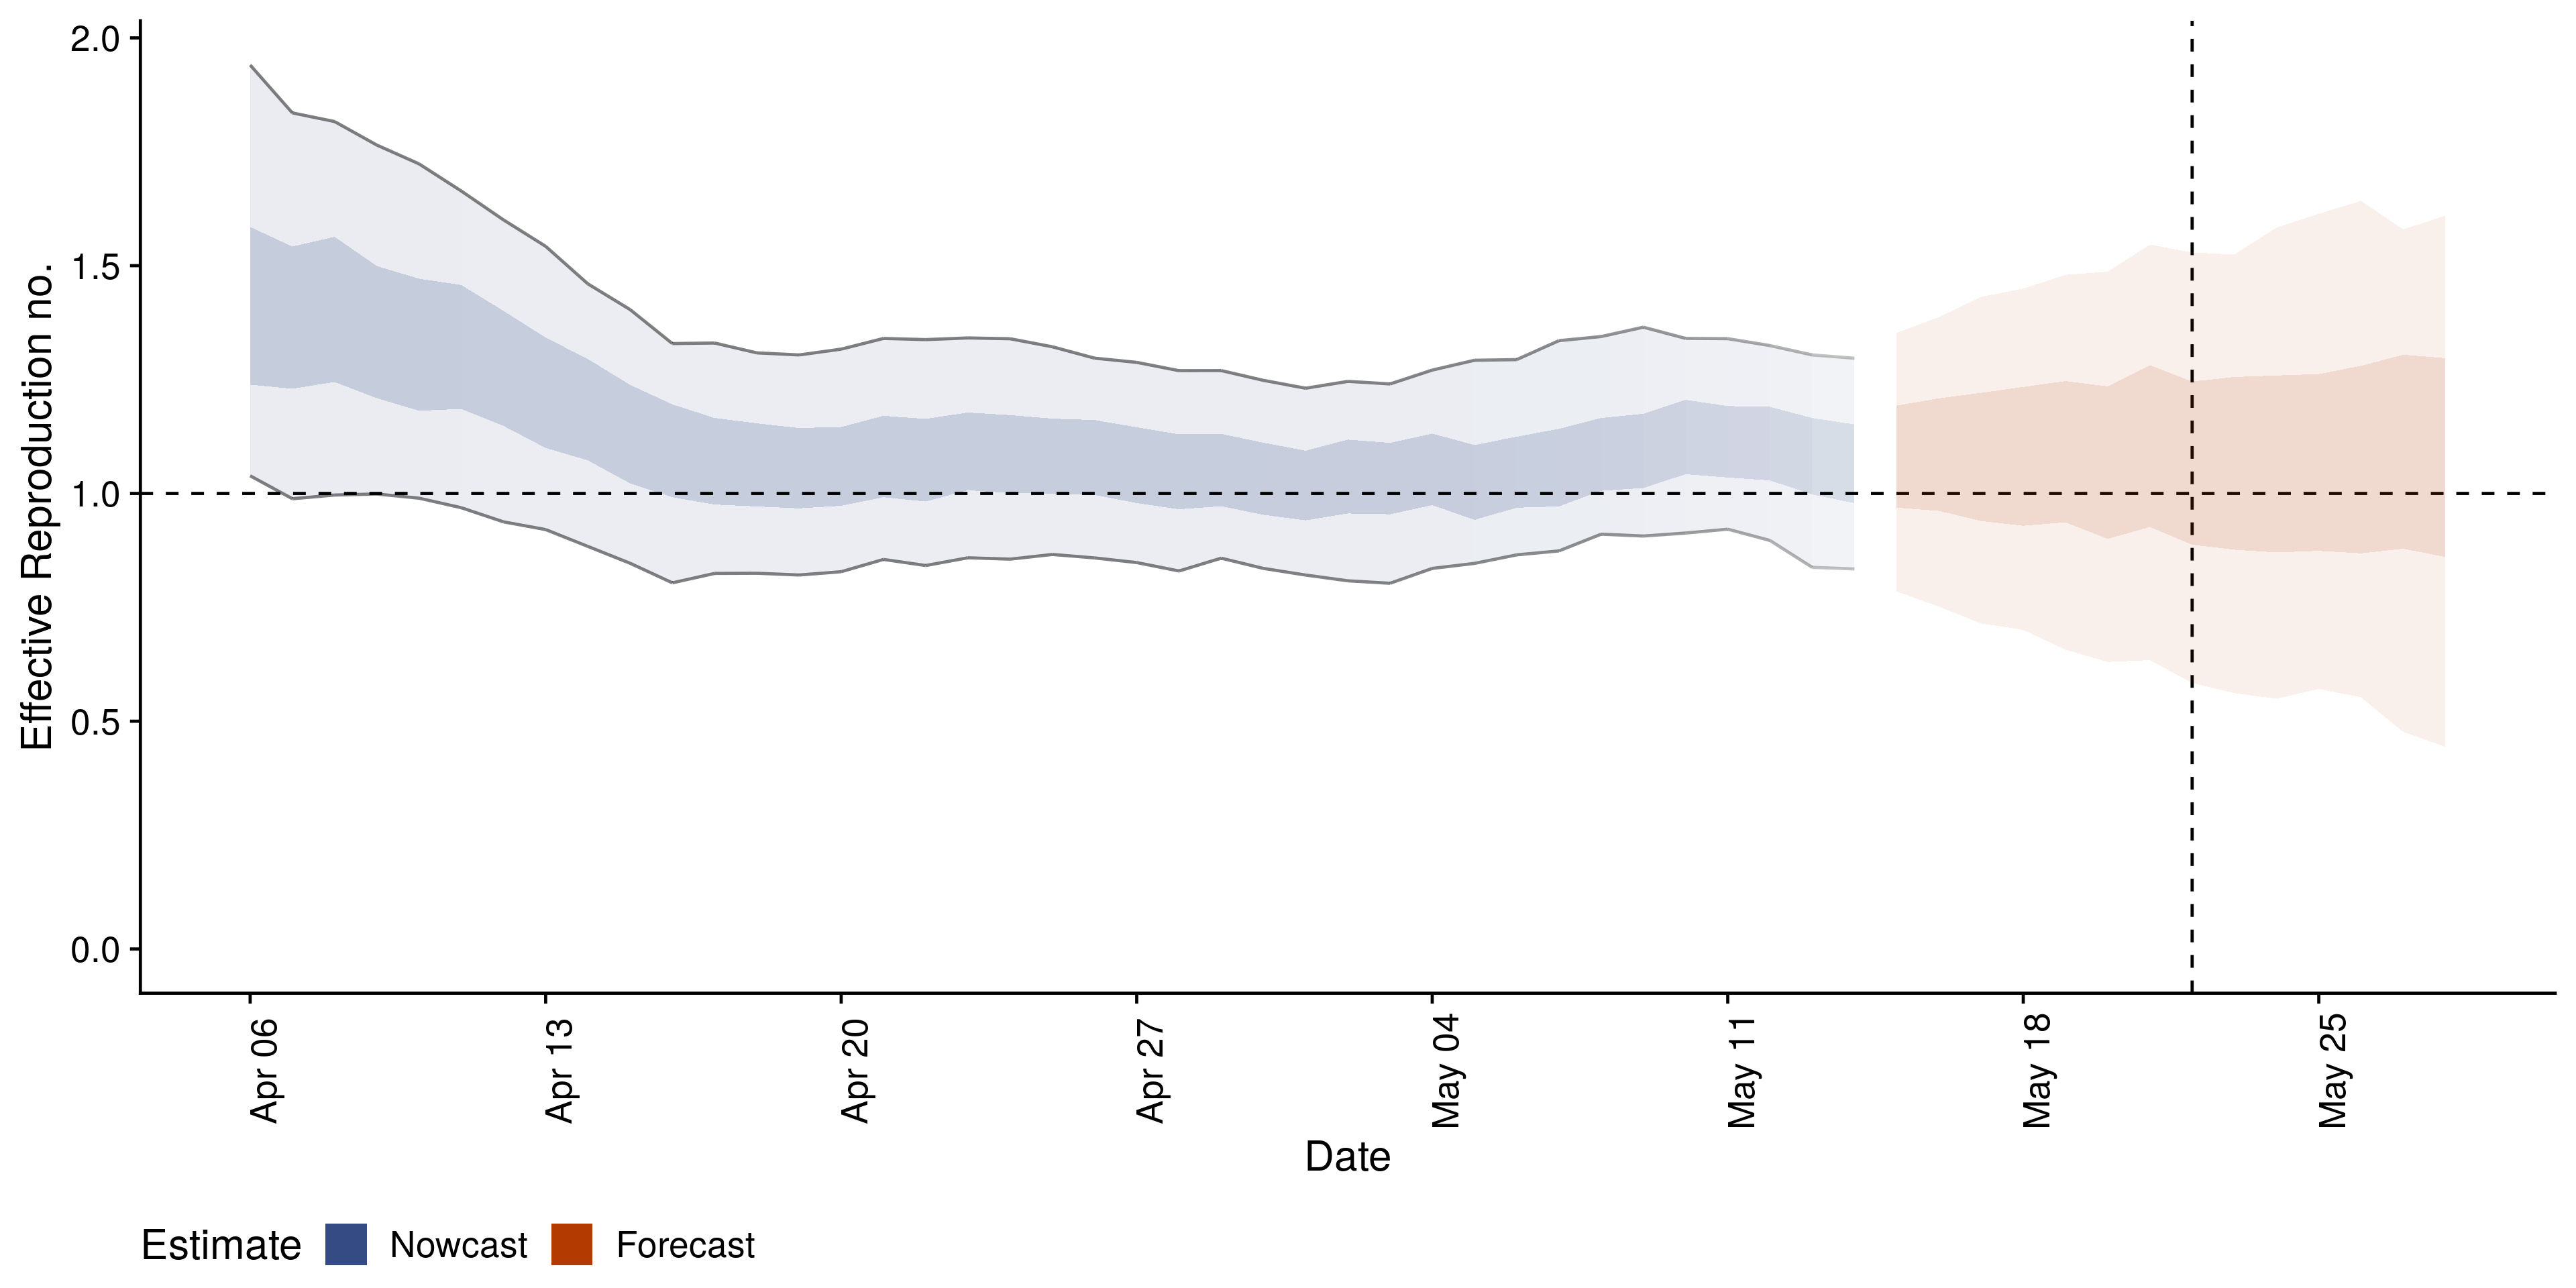 Effective Reproduction no.
2.0
1.5
1.0
0.5
0.0
Apr 06
Apr 13
Apr 20
Apr 27
May 04
May 11
May 18
May 25
Date
Estimate Nowcast Forecast